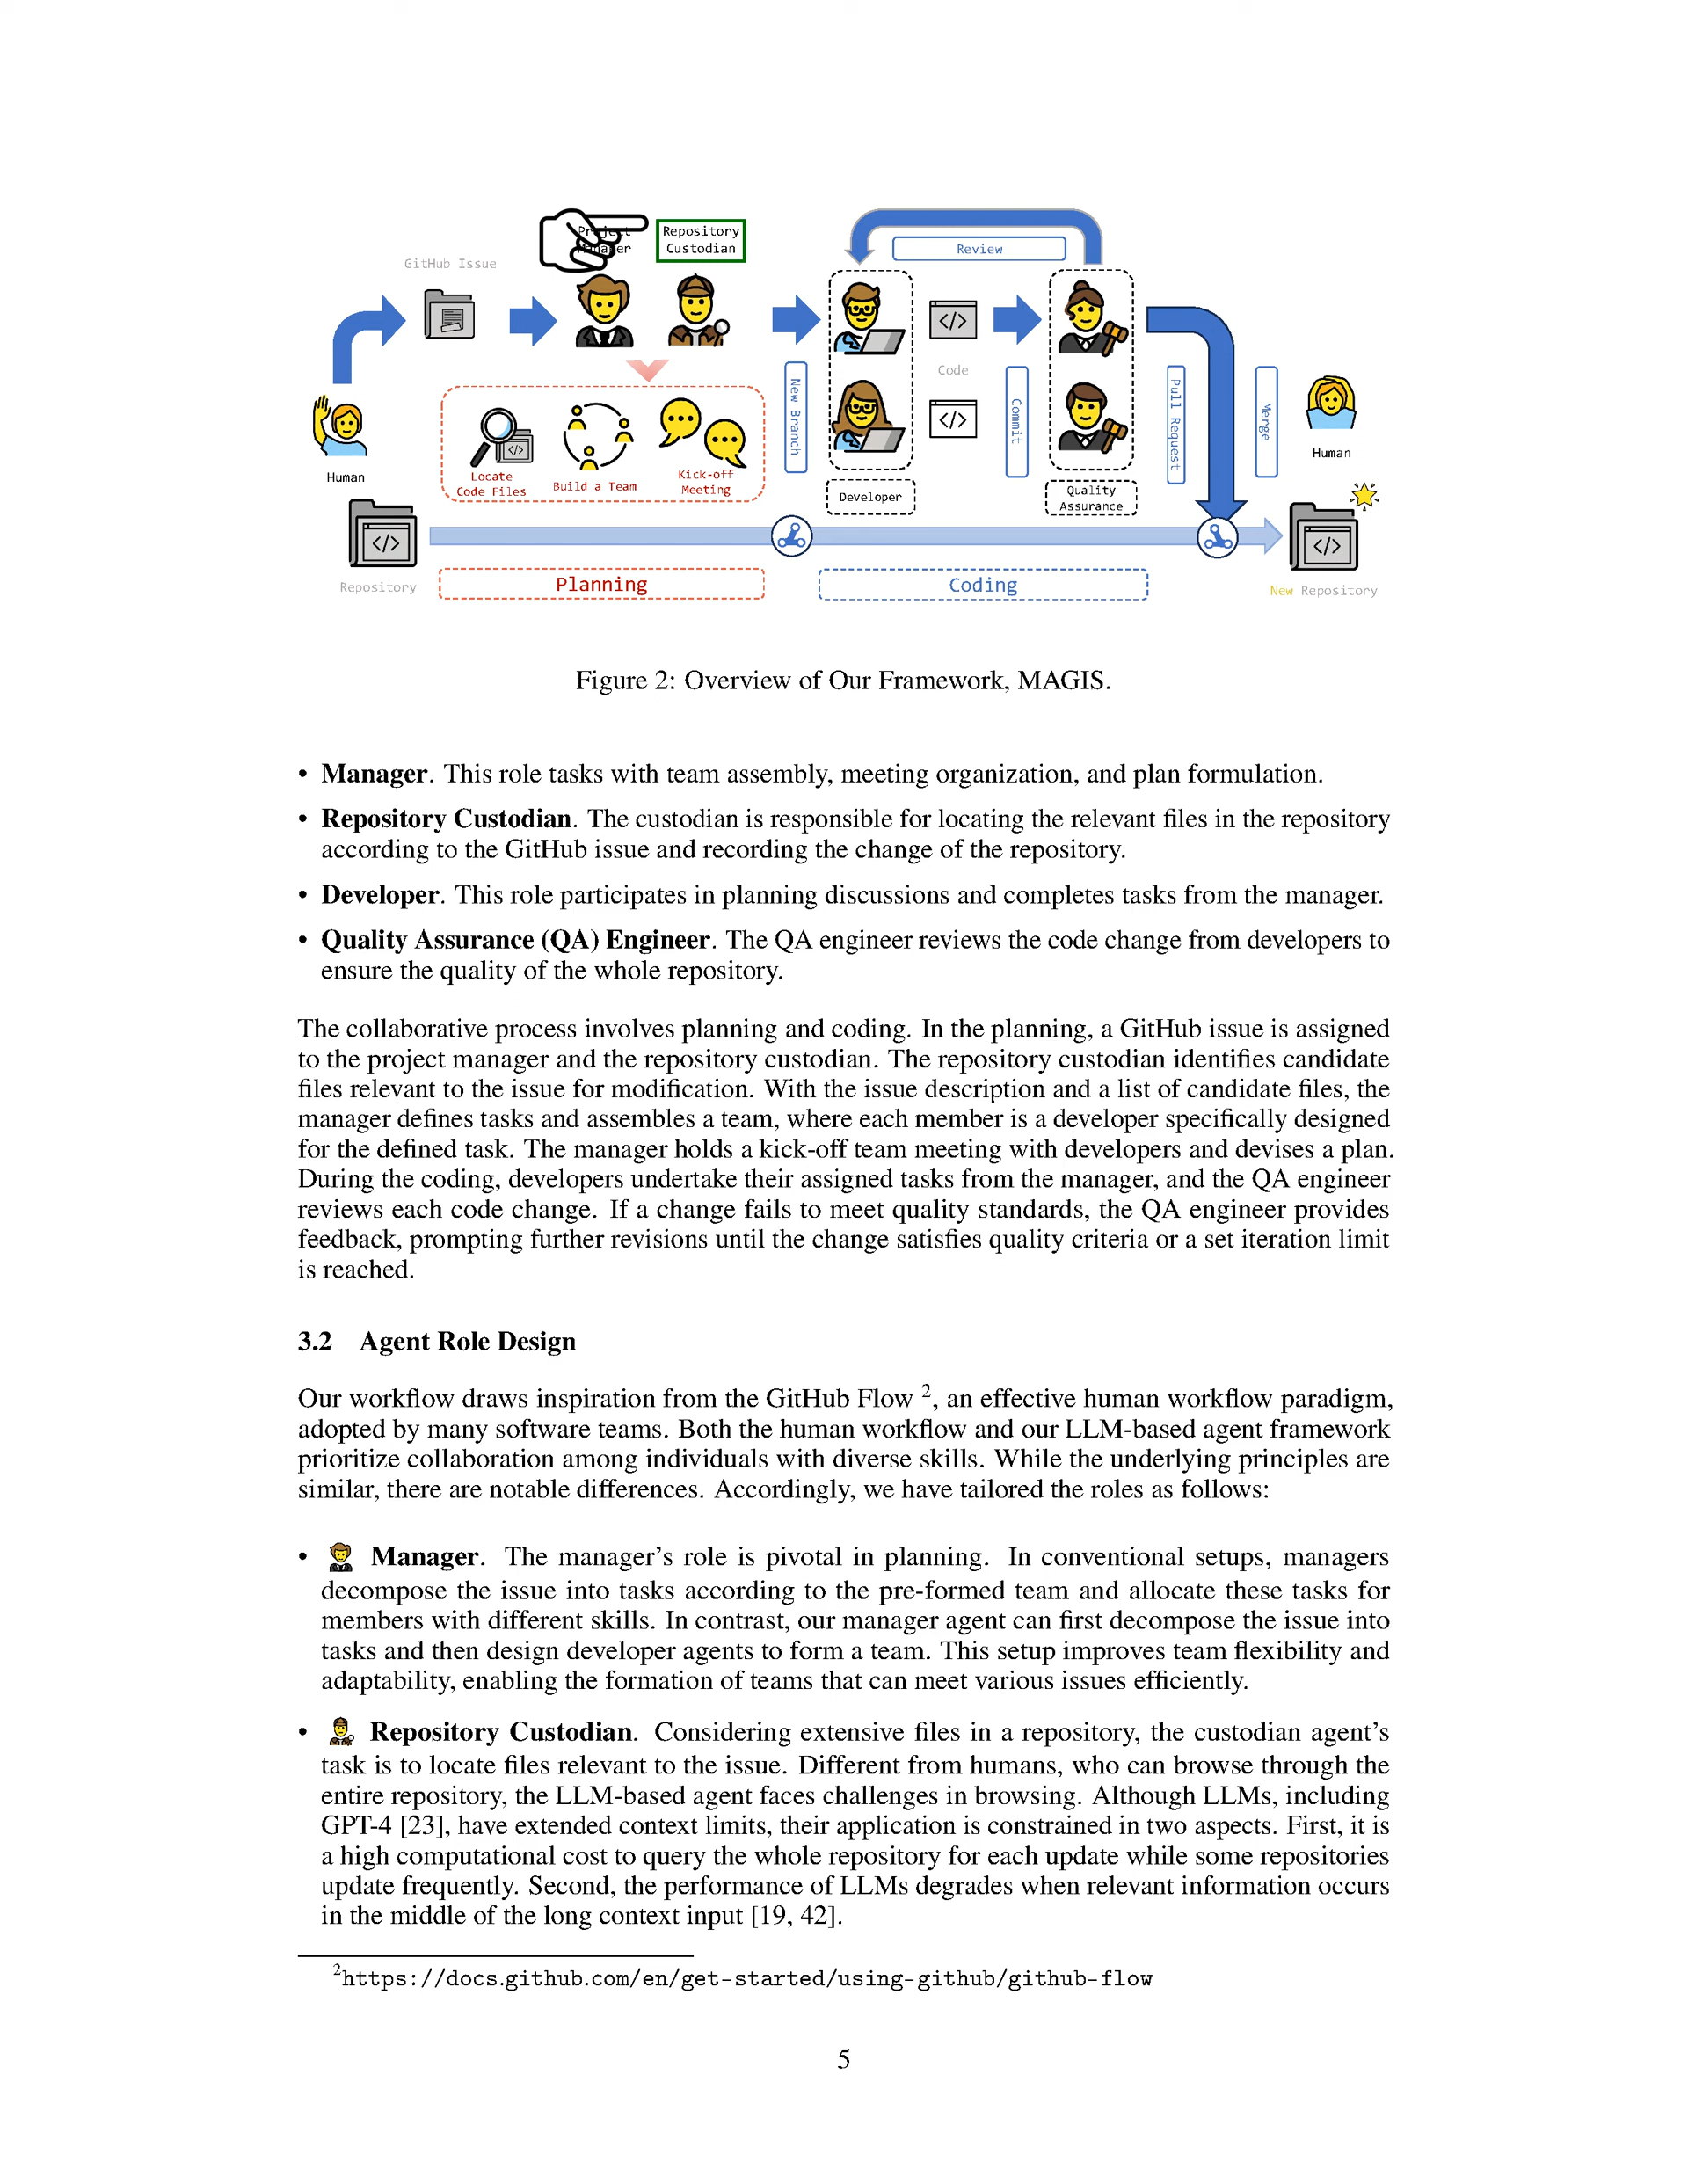 Project
Manager
Repository
Custodian
Review
GitHub Issue
Code
New Branch
Commit
Pull Request
Merge
Human
Human
Locate
Code Files
Build a Team
Kick-off
Meeting
Developer
Quality
Assurance
Repository
Planning
Coding
New Repository
Figure 2: Overview of Our Framework, MAGIS.
• Manager. This role tasks with team assembly, meeting organization, and plan formulation.
• Repository Custodian. The custodian is responsible for locating the relevant files in the repository
according to the GitHub issue and recording the change of the repository.
• Developer. This role participates in planning discussions and completes tasks from the manager.
• Quality Assurance (QA) Engineer. The QA engineer reviews the code change from developers to
ensure the quality of the whole repository.
The collaborative process involves planning and coding. In the planning, a GitHub issue is assigned
to the project manager and the repository custodian. The repository custodian identifies candidate
files relevant to the issue for modification. With the issue description and a list of candidate files, the
manager defines tasks and assembles a team, where each member is a developer specifically designed
for the defined task. The manager holds a kick-off team meeting with developers and devises a plan.
During the coding, developers undertake their assigned tasks from the manager, and the QA engineer
reviews each code change. If a change fails to meet quality standards, the QA engineer provides
feedback, prompting further revisions until the change satisfies quality criteria or a set iteration limit
is reached.
3.2 Agent Role Design
Our workflow draws inspiration from the GitHub Flow 2, an effective human workflow paradigm,
adopted by many software teams. Both the human workflow and our LLM-based agent framework
prioritize collaboration among individuals with diverse skills. While the underlying principles are
similar, there are notable differences. Accordingly, we have tailored the roles as follows:
• Manager. The manager's role is pivotal in planning. In conventional setups, managers
decompose the issue into tasks according to the pre-formed team and allocate these tasks for
members with different skills. In contrast, our manager agent can first decompose the issue into
tasks and then design developer agents to form a team. This setup improves team flexibility and
adaptability, enabling the formation of teams that can meet various issues efficiently.
• Repository Custodian. Considering extensive files in a repository, the custodian agent's
task is to locate files relevant to the issue. Different from humans, who can browse through the
entire repository, the LLM-based agent faces challenges in browsing. Although LLMs, including
GPT-4 [23], have extended context limits, their application is constrained in two aspects. First, it is
a high computational cost to query the whole repository for each update while some repositories
update frequently. Second, the performance of LLMs degrades when relevant information occurs
in the middle of the long context input [19, 42].
2https://docs.github.com/en/get-started/using-github/github-flow
5